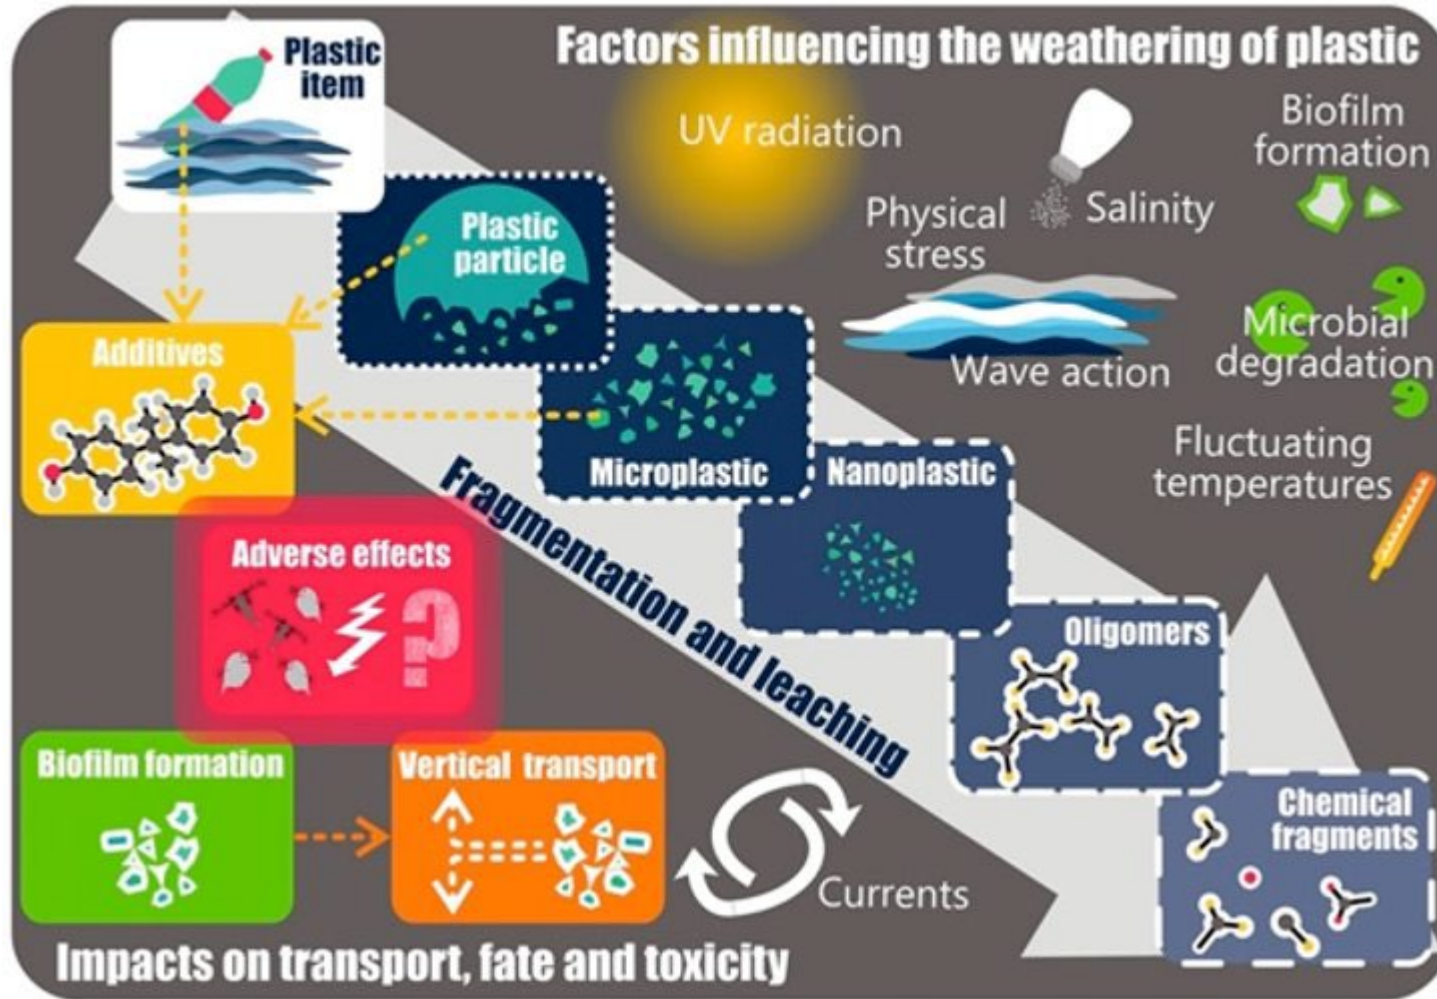 Factors influencing the weathering of plastic
Plastic
item
UV radiation
Biofilm
formation
Physical
stress
Salinity
Plastic
particle
Microbial
degradation
Wave action
Additives
Fluctuating
temperatures
Microplastic
Nanoplastic
Fragmentation and leaching
Adverse effects
?
Oligomers
Biofilm formation
Vertical transport
Chemical
fragments
Currents
Impacts on transport, fate and toxicity